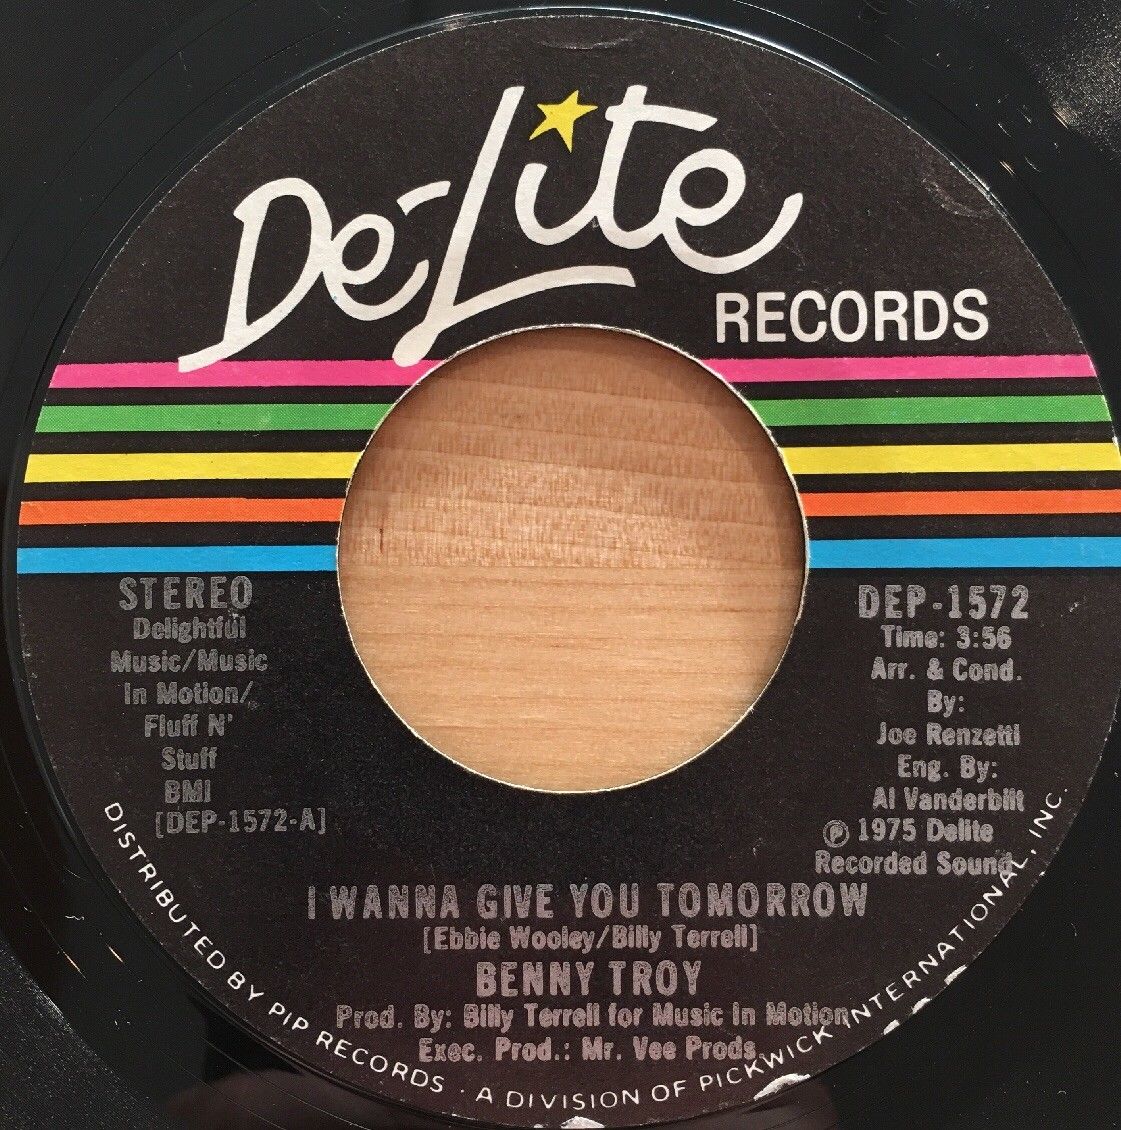 De-Lite
RECORDS
STEREO
Delightful
Music/Music
In Motion/
Fluff N'
Stuff
BMI
[DEP-1572-A]
DEP-1572
Time: 3:56
Arr. & Cond.
By:
Joe Renzetti
Eng. By:
Al Vanderbilt
℗ 1975 Delite
Recorded Sound
I WANNA GIVE YOU TOMORROW
[Ebbie Wooley/Billy Terrell]
BENNY TROY
Prod. By: Billy Terrell for Music In Motion
Exec. Prod.: Mr. Vee Prods.
DISTRIBUTED BY PIP RECORDS · A DIVISION OF PICKWICK INTERNATIONAL, INC.